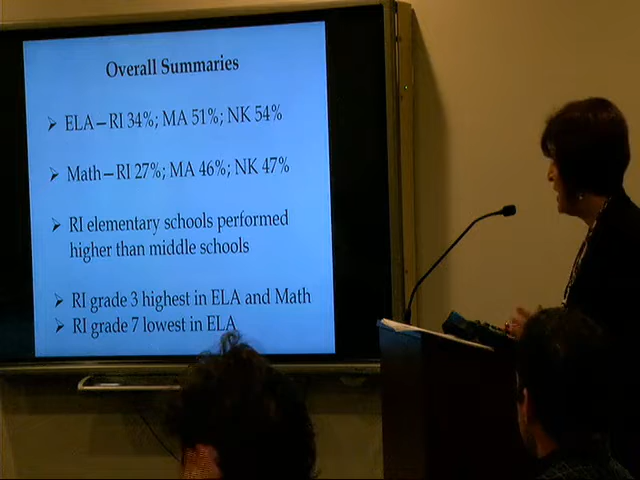 Overall Summaries
➢ ELA—RI 34%; MA 51%; NK 54%
➢ Math—RI 27%; MA 46%; NK 47%
➢ RI elementary schools performed
higher than middle schools
➢ RI grade 3 highest in ELA and Math
➢ RI grade 7 lowest in ELA